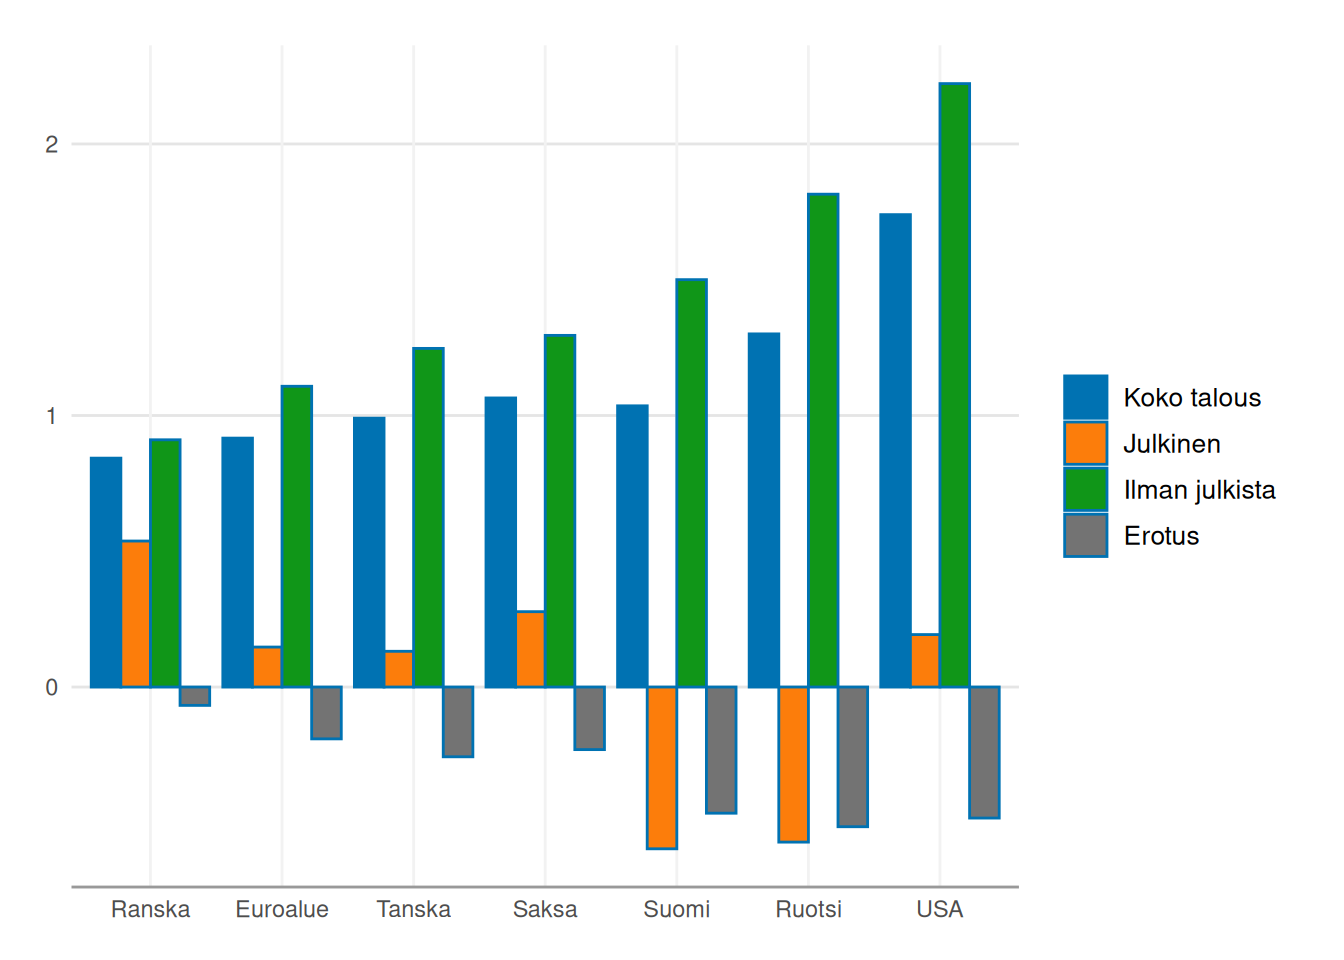 2
1
0
Ranska
Euroalue
Tanska
Saksa
Suomi
Ruotsi
USA
Koko talous
Julkinen
Ilman julkista
Erotus